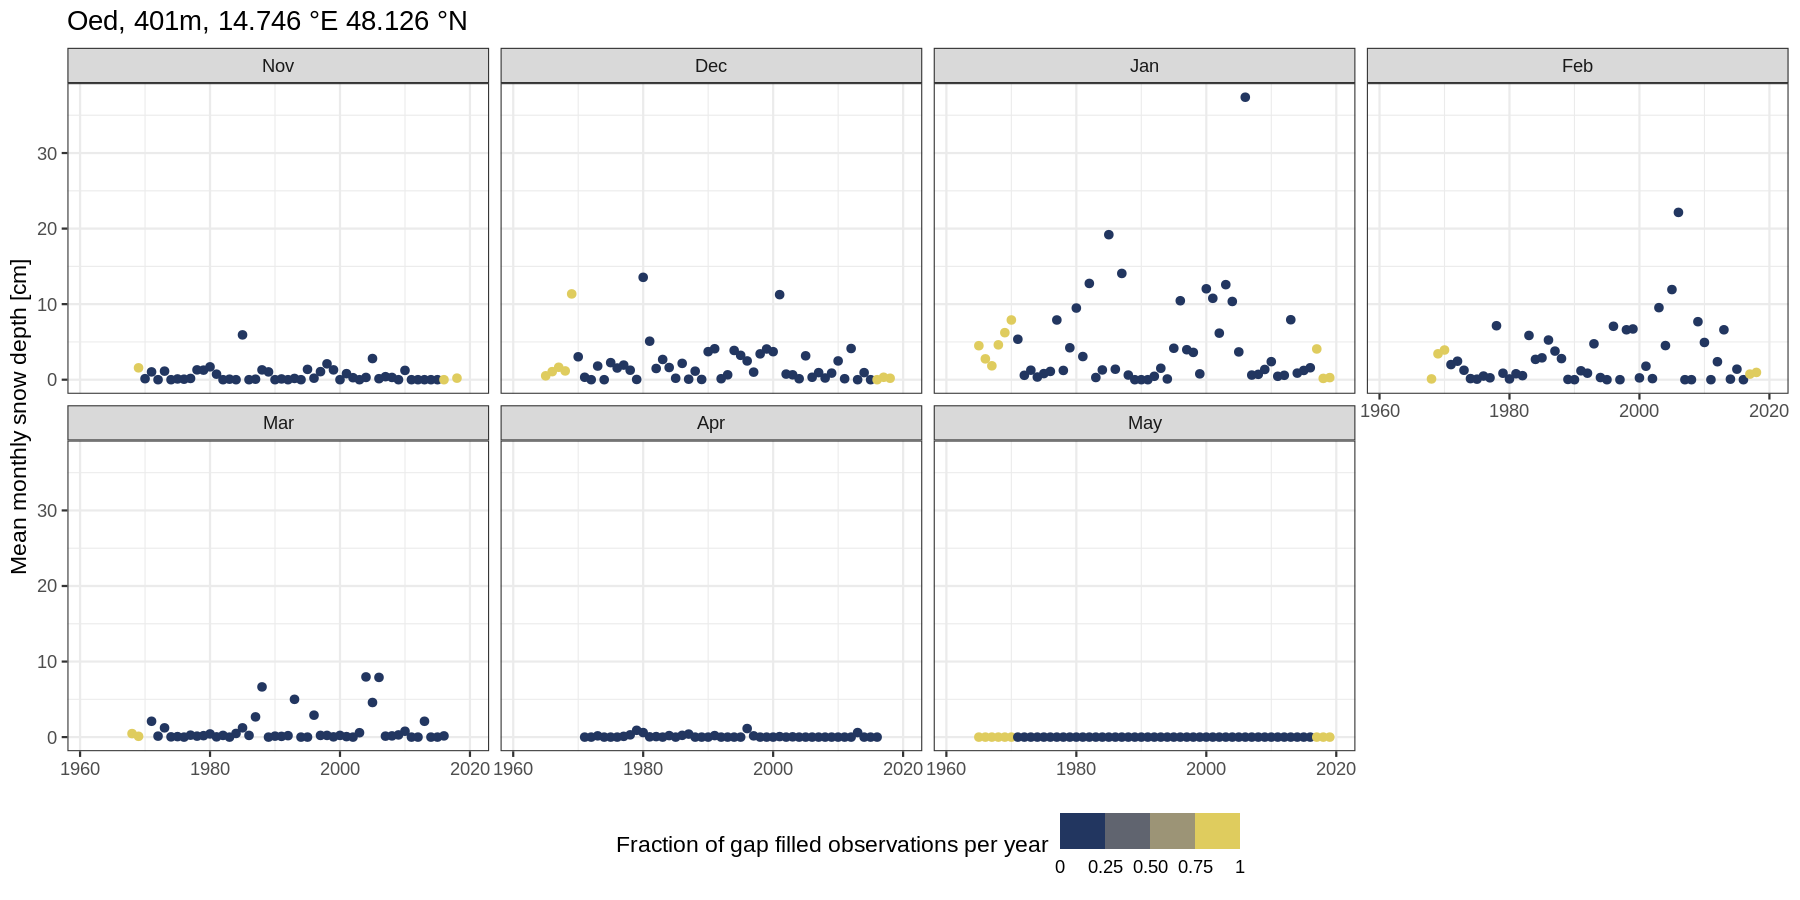 Oed, 401m, 14.746 °E 48.126 °N
Nov Dec Jan Feb
Mean monthly snow depth [cm]
30
20
10
0
1960 1980 2000 2020
Mar Apr May
30
20
10
0
1960 1980 2000 2020 1960 1980 2000 2020 1960 1980 2000 2020
Fraction of gap filled observations per year
0 0.25 0.50 0.75 1